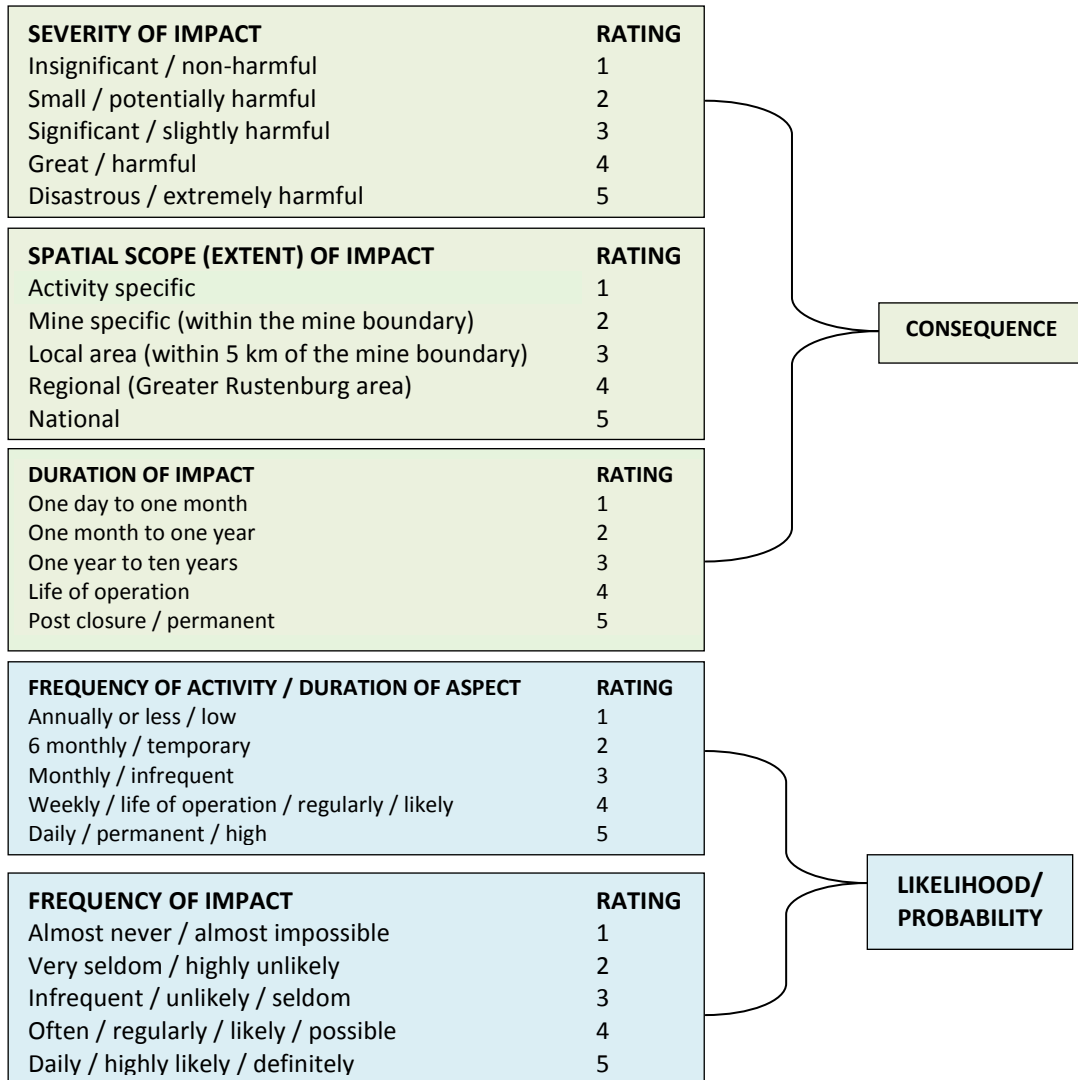 SEVERITY OF IMPACT RATING
Insignificant / non-harmful 1
Small / potentially harmful 2
Significant / slightly harmful 3
Great / harmful 4
Disastrous / extremely harmful 5
SPATIAL SCOPE (EXTENT) OF IMPACT RATING
Activity specific 1
Mine specific (within the mine boundary) 2
Local area (within 5 km of the mine boundary) 3
Regional (Greater Rustenburg area) 4
National 5
DURATION OF IMPACT RATING
One day to one month 1
One month to one year 2
One year to ten years 3
Life of operation 4
Post closure / permanent 5
CONSEQUENCE
FREQUENCY OF ACTIVITY / DURATION OF ASPECT RATING
Annually or less / low 1
6 monthly / temporary 2
Monthly / infrequent 3
Weekly / life of operation / regularly / likely 4
Daily / permanent / high 5
FREQUENCY OF IMPACT RATING
Almost never / almost impossible 1
Very seldom / highly unlikely 2
Infrequent / unlikely / seldom 3
Often / regularly / likely / possible 4
Daily / highly likely / definitely 5
LIKELIHOOD/
PROBABILITY